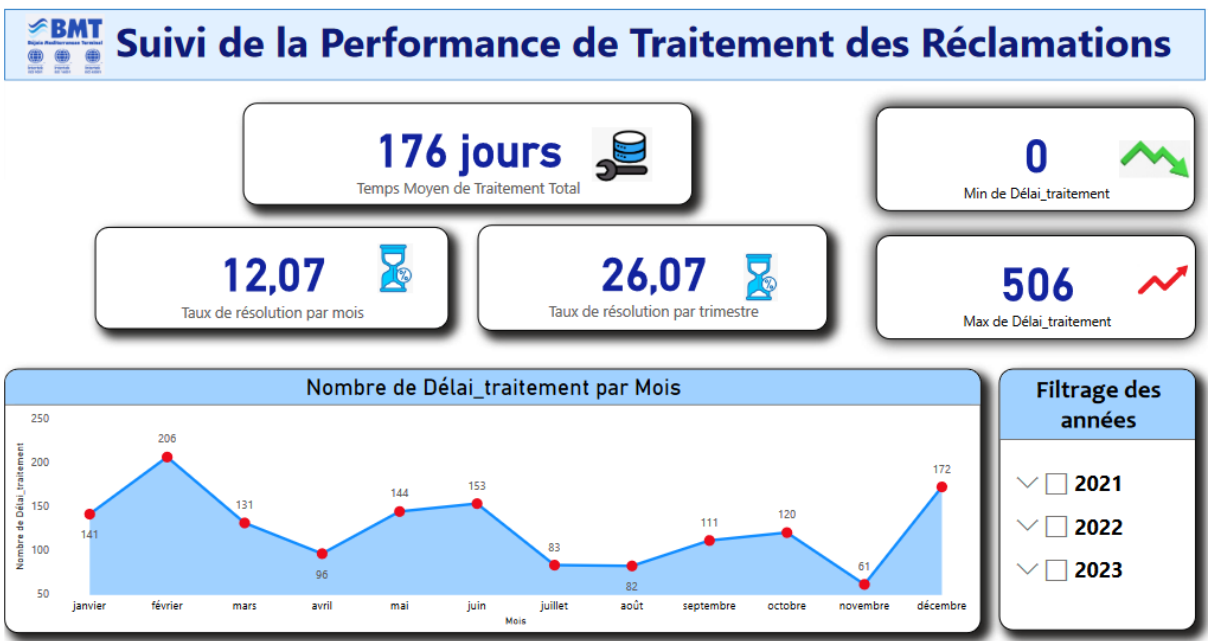 BMT
Béjaia Mediterranean Terminal
Suivi de la Performance de Traitement des Réclamations
176 jours
Temps Moyen de Traitement Total
0
Min de Délai_traitement
12,07
%
Taux de résolution par mois
26,07
%
Taux de résolution par trimestre
506
Max de Délai_traitement
Nombre de Délai_traitement par Mois
Nombre de Délai_traitement
250
200
150
100
50
141
206
131
96
144
153
83
82
111
120
61
172
janvier février mars avril mai juin juillet août septembre octobre novembre décembre
Mois
Filtrage des
années
2021
2022
2023